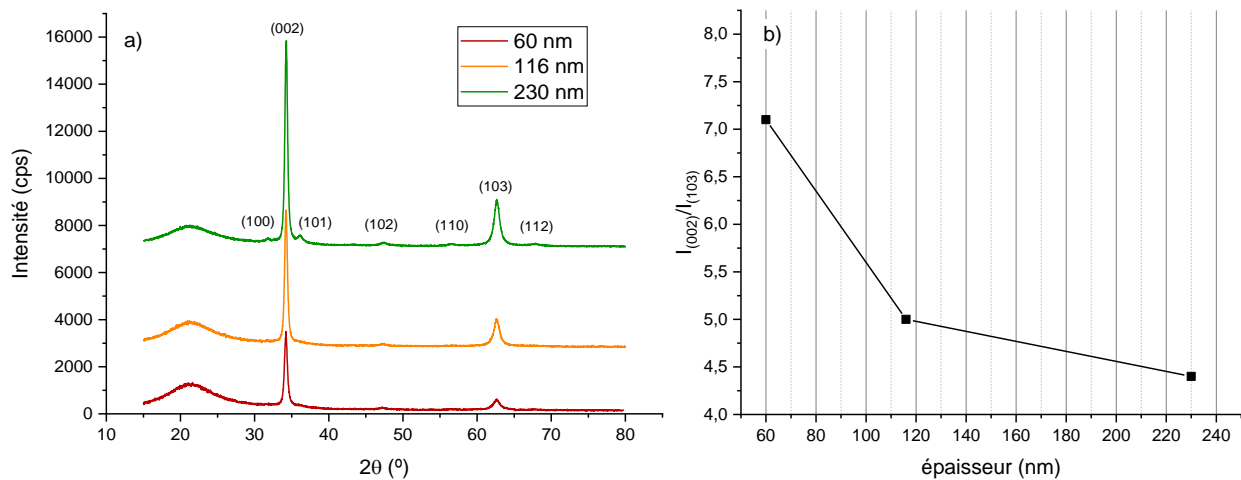 a)
(002)
60 nm
116 nm
230 nm
(100)
(101)
(102)
(110)
(103)
(112)
16000
14000
12000
10000
8000
6000
4000
2000
0
Intensité (cps)
10 20 30 40 50 60 70 80
2θ (º)
b)
8,0
7,5
7,0
6,5
6,0
5,5
5,0
4,5
4,0
I(002)/I(103)
60 80 100 120 140 160 180 200 220 240
épaisseur (nm)